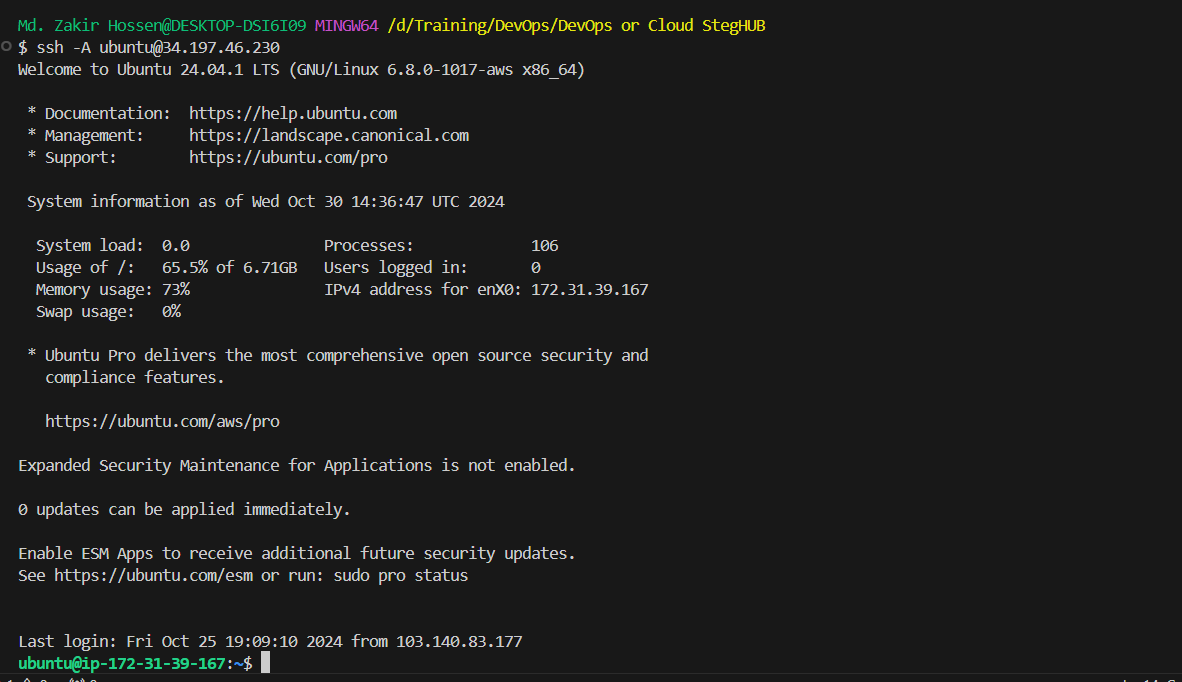 Md. Zakir Hossen@DESKTOP-DSI6I09 MINGW64 /d/Training/DevOps/DevOps or Cloud StegHUB
$ ssh -A ubuntu@34.197.46.230
Welcome to Ubuntu 24.04.1 LTS (GNU/Linux 6.8.0-1017-aws x86_64)
* Documentation:  https://help.ubuntu.com
* Management:     https://landscape.canonical.com
* Support:        https://ubuntu.com/pro
System information as of Wed Oct 30 14:36:47 UTC 2024
System load:  0.0               Processes:             106
Usage of /:   65.5% of 6.71GB   Users logged in:       0
Memory usage: 73%               IPv4 address for enX0: 172.31.39.167
Swap usage:   0%
* Ubuntu Pro delivers the most comprehensive open source security and
compliance features.
https://ubuntu.com/aws/pro
Expanded Security Maintenance for Applications is not enabled.
0 updates can be applied immediately.
Enable ESM Apps to receive additional future security updates.
See https://ubuntu.com/esm or run: sudo pro status
Last login: Fri Oct 25 19:09:10 2024 from 103.140.83.177
ubuntu@ip-172-31-39-167:~$